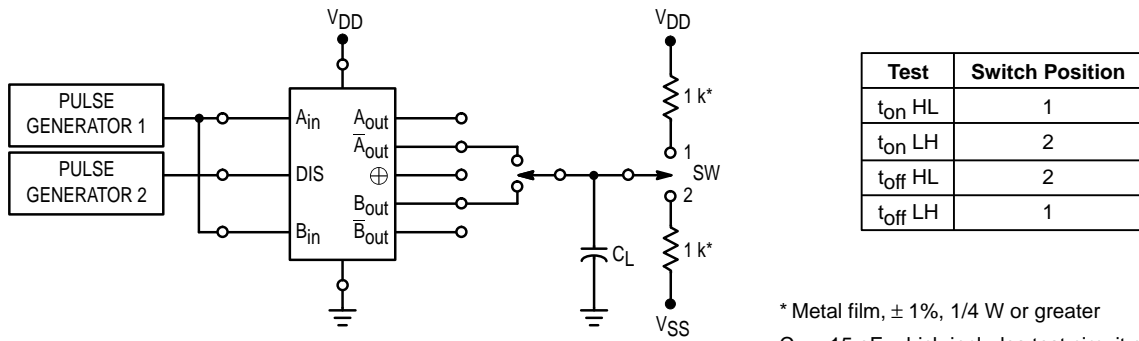 VDD
VDD
PULSE
GENERATOR 1
PULSE
GENERATOR 2
Ain
DIS
Bin
Aout
A̅out
⊕
Bout
B̅out
1 k*
1
SW
2
1 k*
CL
VSS
Test Switch Position
ton HL 1
ton LH 2
toff HL 2
toff LH 1
* Metal film, ± 1%, 1/4 W or greater